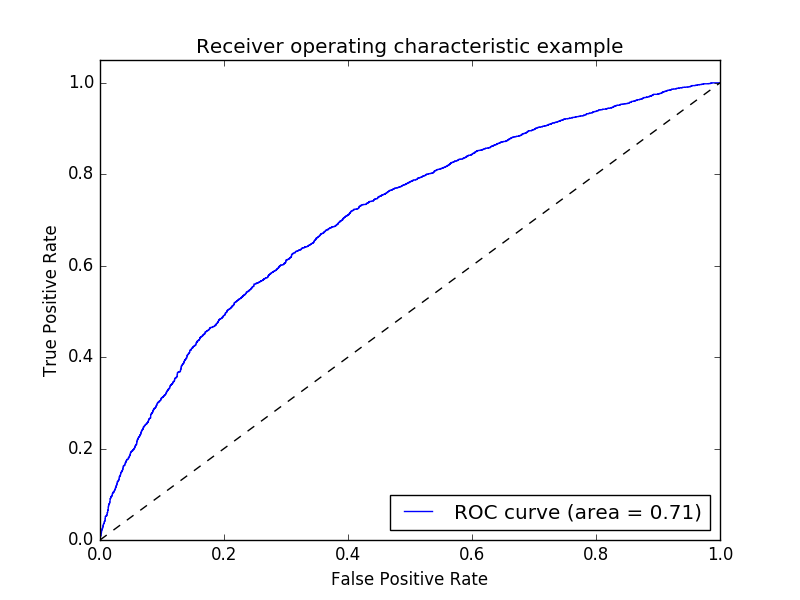 Receiver operating characteristic example
True Positive Rate
1.0
0.8
0.6
0.4
0.2
0.0
ROC curve (area = 0.71)
0.0 0.2 0.4 0.6 0.8 1.0
False Positive Rate